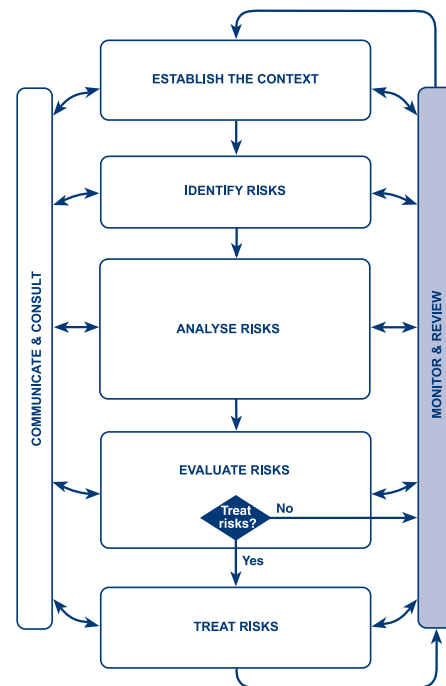 ESTABLISH THE CONTEXT
IDENTIFY RISKS
COMMUNICATE & CONSULT
ANALYSE RISKS
MONITOR & REVIEW
EVALUATE RISKS
Treat
risks?
No
Yes
TREAT RISKS